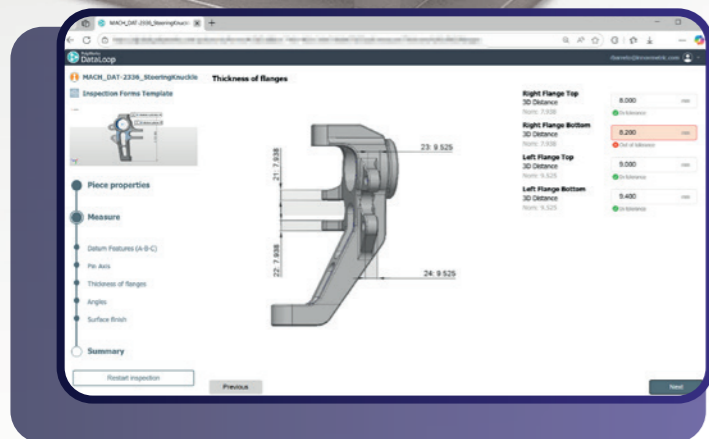 MACH_DAT-2336_SteeringKnuckl
DataLoop
MACH_DAT-2336_SteeringKnuckle
Inspection Forms Template
Piece properties
Measure
Datum Features (A-B-C)
Pin Axis
Thickness of flanges
Angles
Surface finish
Summary
Restart inspection
Thickness of flanges
21: 7.938
22: 7.938
23: 9.525
24: 9.525
Right Flange Top
3D Distance
Nom: 7.938
8.000 mm
In tolerance
Right Flange Bottom
3D Distance
Nom: 7.938
8.200 mm
Out of tolerance
Left Flange Top
3D Distance
Nom: 9.525
9.000 mm
In tolerance
Left Flange Bottom
3D Distance
Nom: 9.525
9.400 mm
In tolerance
Previous
Next